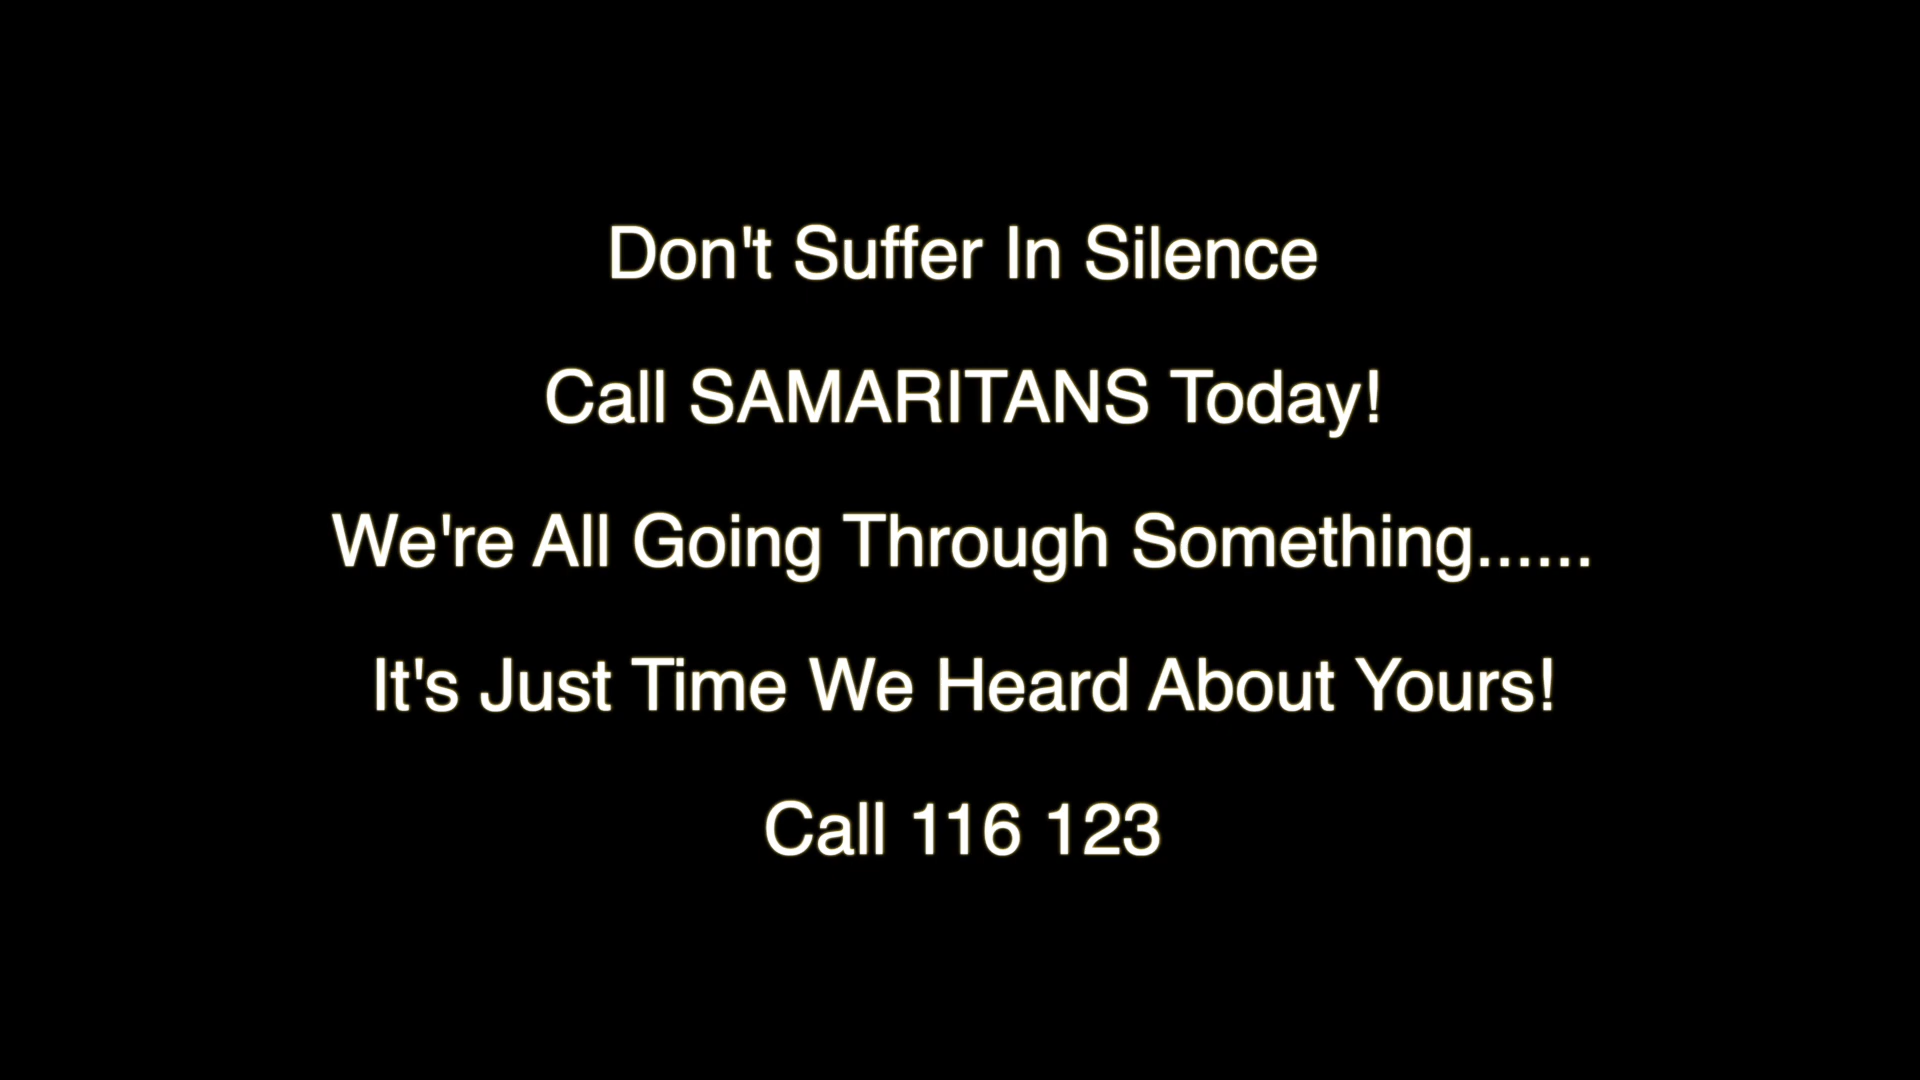 Don't Suffer In Silence
Call SAMARITANS Today!
We're All Going Through Something......
It's Just Time We Heard About Yours!
Call 116 123